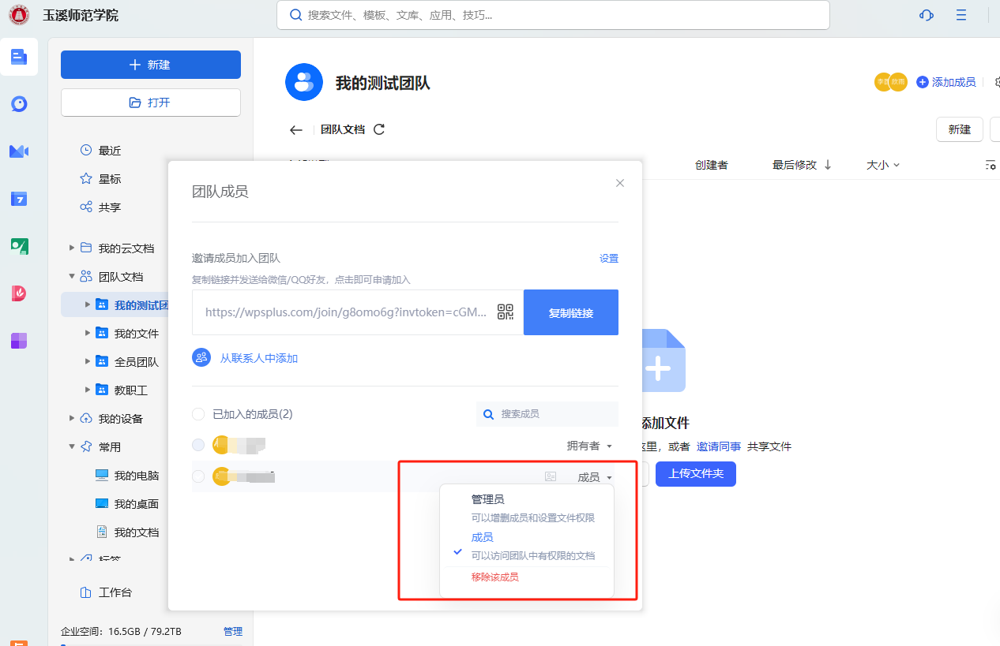 玉溪师范学院
搜索文件、模板、文库、应用、技巧...
新建
打开
最近
星标
共享
我的云文档
团队文档
我的测试团
我的文件
全员团队
教职工
我的设备
常用
我的电脑
我的桌面
我的文档
标签
工作台
企业空间：16.5GB / 79.2TB
管理
我的测试团队
添加成员
团队文档
新建
创建者
最后修改
大小
团队成员
邀请成员加入团队
设置
复制链接并发送给微信/QQ好友，点击即可申请加入
https://wpsplus.com/join/g8omo6g?invtoken=cGM...
复制链接
从联系人中添加
已加入的成员(2)
搜索成员
拥有者
成员
管理员
可以增删成员和设置文件权限
成员
可以访问团队中有权限的文档
移除该成员
添加文件
这里，或者 邀请同事 共享文件
上传文件夹